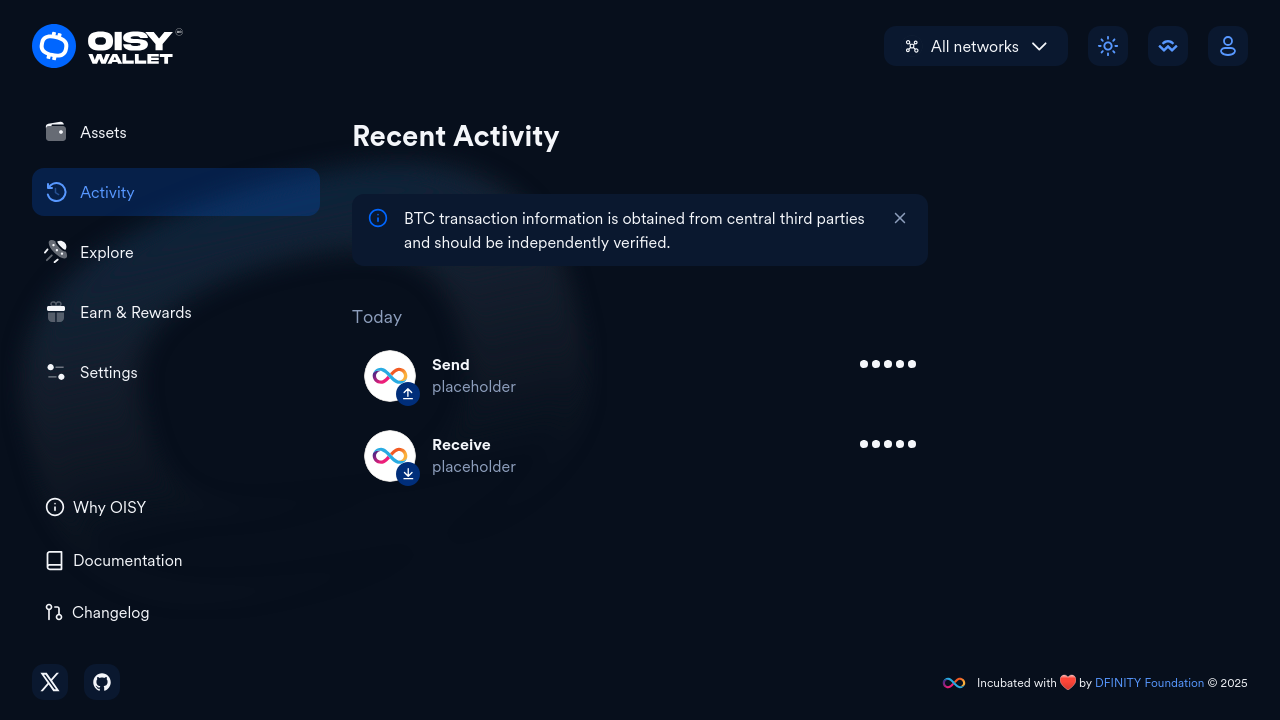 OISY
WALLET
All networks
Assets
Activity
Explore
Earn & Rewards
Settings
Why OISY
Documentation
Changelog
Recent Activity
BTC transaction information is obtained from central third parties
and should be independently verified.
Today
Send
placeholder
Receive
placeholder
Incubated with ❤️ by DFINITY Foundation © 2025